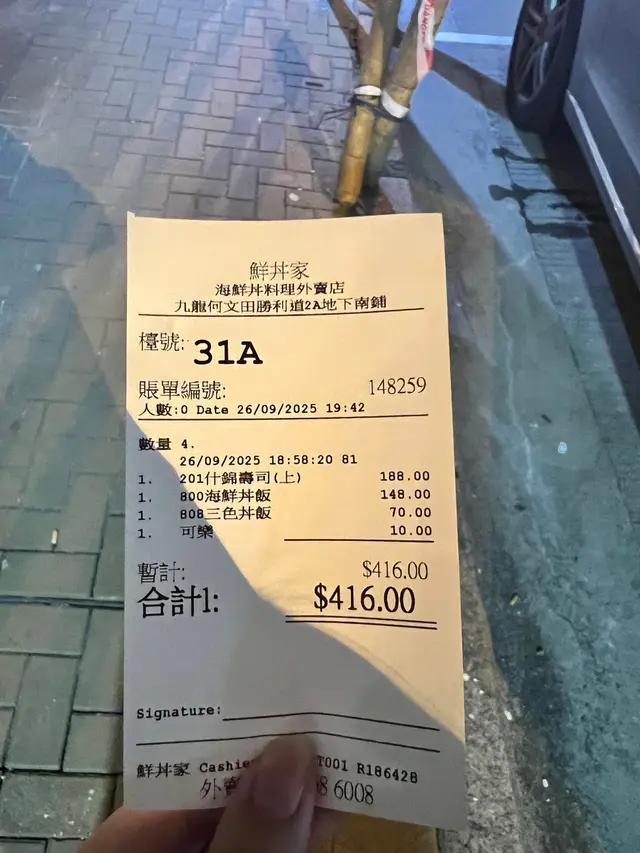 鮮丼家
海鮮丼料理外賣店
九龍何文田勝利道2A地下南鋪
檯號: 31A
賬單編號: 148259
人數:0 Date 26/09/2025 19:42
數量 4.
26/09/2025 18:58:20 81
1. 201什錦壽司(上) 188.00
1. 800海鮮丼飯 148.00
1. 808三色丼飯 70.00
1. 可樂 10.00
暫計: $416.00
合計1: $416.00
Signature:
鮮丼家 Cashie T001 R186428
外賣 8 6008